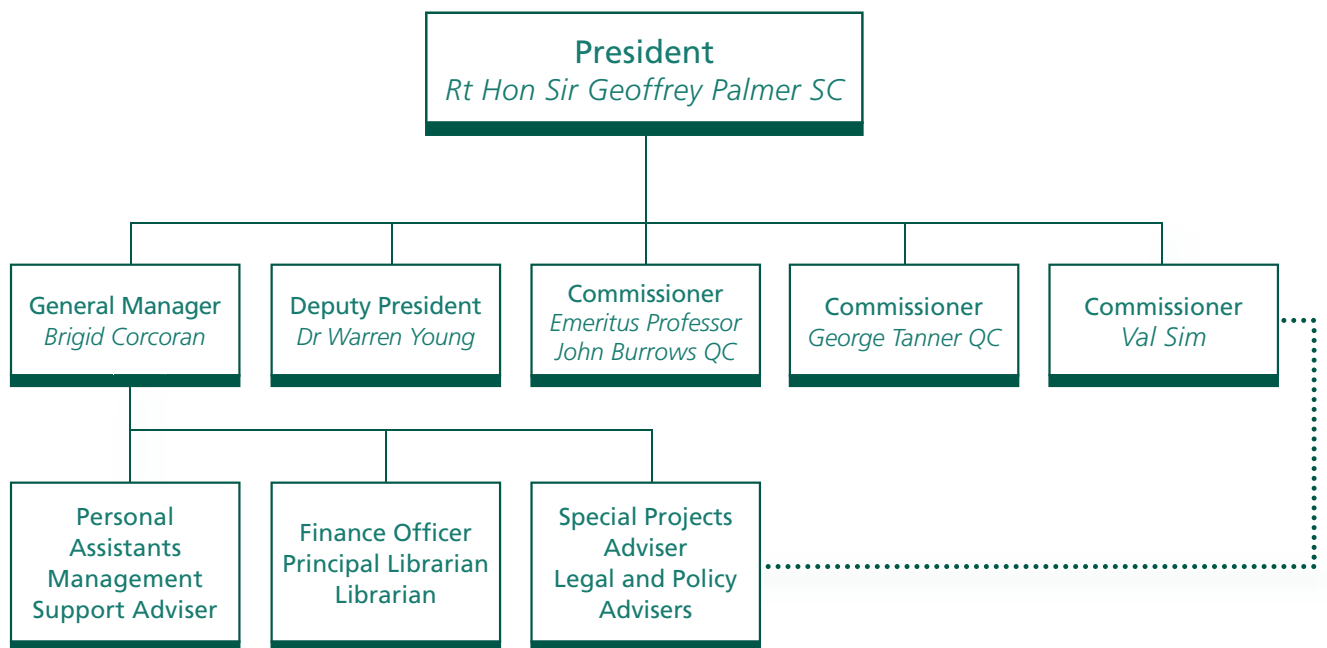 President
Rt Hon Sir Geoffrey Palmer SC
General Manager
Brigid Corcoran
Deputy President
Dr Warren Young
Commissioner
Emeritus Professor
John Burrows QC
Commissioner
George Tanner QC
Commissioner
Val Sim
Personal
Assistants
Management
Support Adviser
Finance Officer
Principal Librarian
Librarian
Special Projects
Adviser
Legal and Policy
Advisers